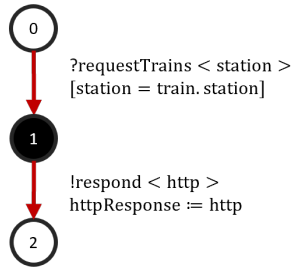 0
?requestTrains < station >
[station = train. station]
1
!respond < http >
httpResponse ≔ http
2